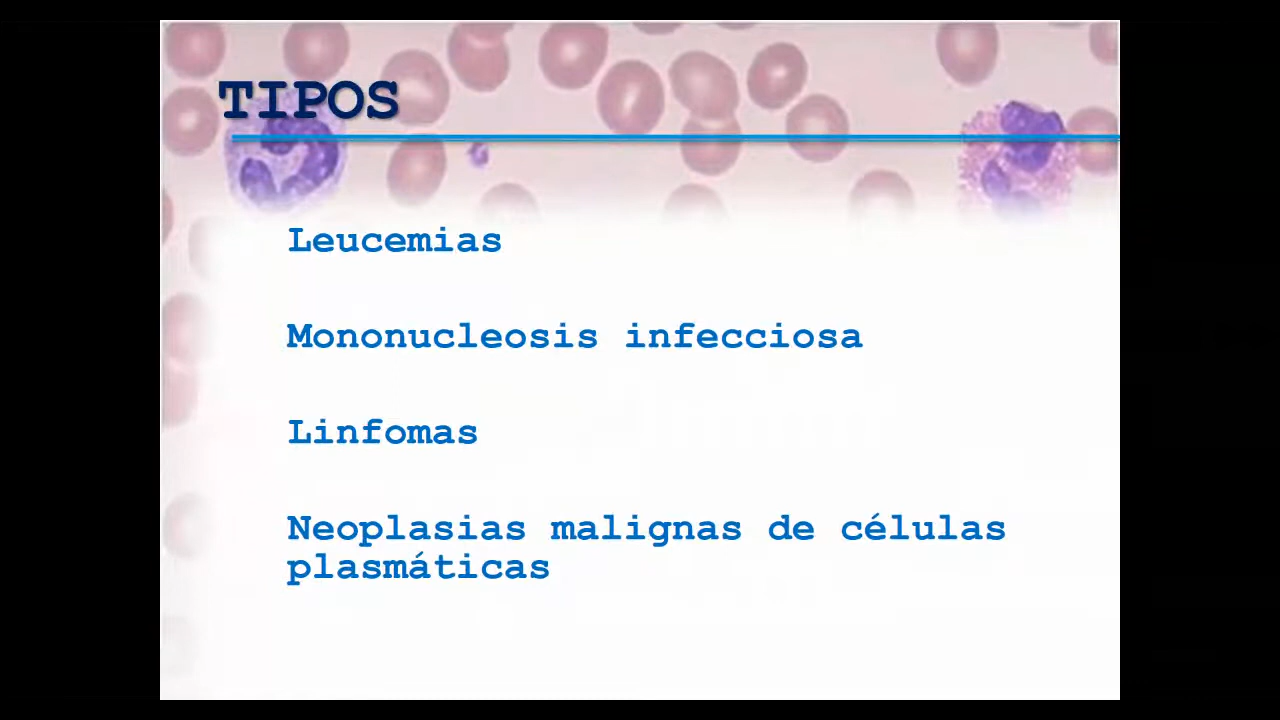 TIPOS
Leucemias
Mononucleosis infecciosa
Linfomas
Neoplasias malignas de células
plasmáticas